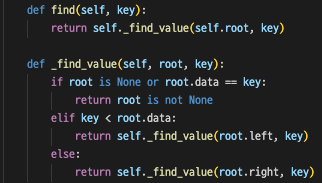 def find(self, key):
    return self._find_value(self.root, key)

def _find_value(self, root, key):
    if root is None or root.data == key:
        return root is not None
    elif key < root.data:
        return self._find_value(root.left, key)
    else:
        return self._find_value(root.right, key)